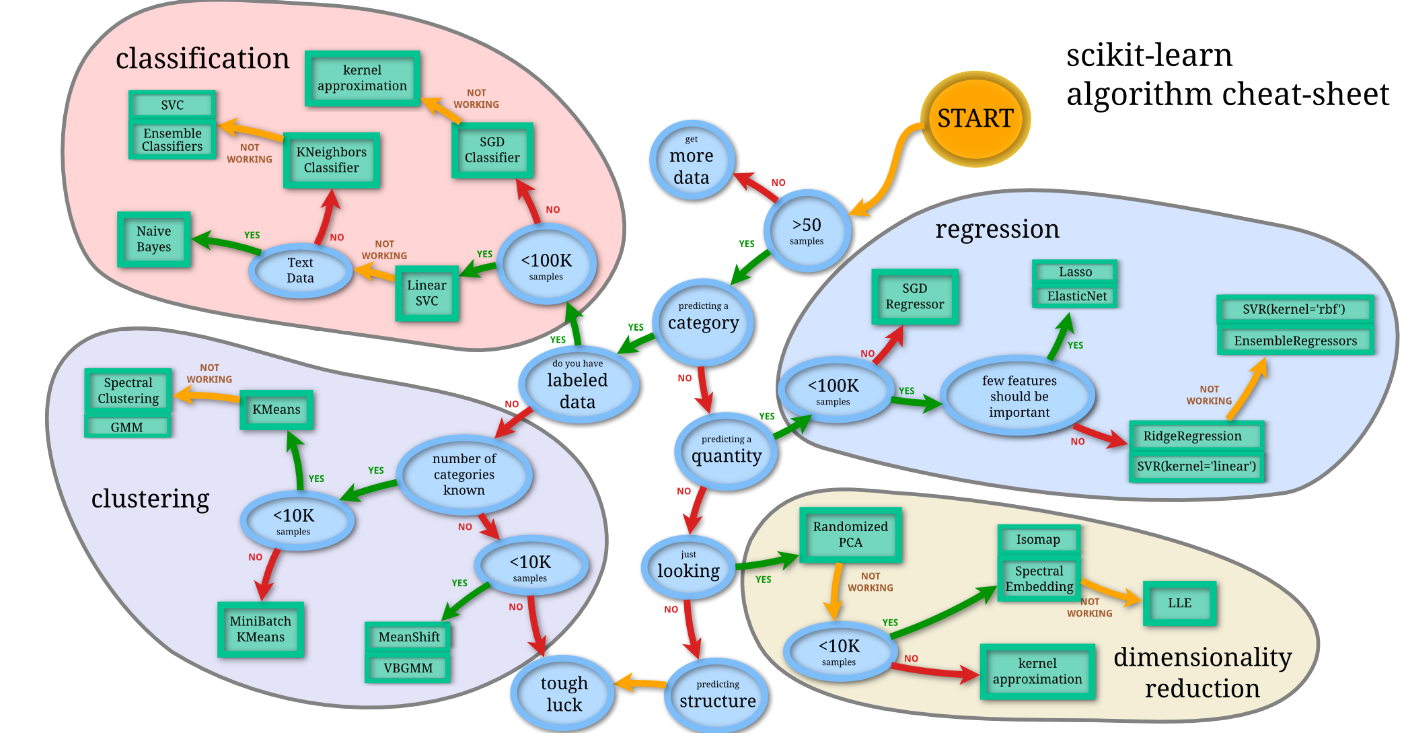 scikit-learn
algorithm cheat-sheet
START
>50
samples
NO
get
more
data
YES
predicting a
category
YES
do you have
labeled
data
YES
NO
NO
predicting a
quantity
YES
NO
just
looking
YES
NO
predicting
structure
tough
luck
classification
<100K
samples
NO
SGD
Classifier
NOT
WORKING
kernel
approximation
YES
Linear
SVC
NOT
WORKING
Text
Data
YES
Naive
Bayes
NO
KNeighbors
Classifier
NOT
WORKING
SVC
Ensemble
Classifiers
clustering
number of
categories
known
YES
<10K
samples
YES
KMeans
NOT
WORKING
Spectral
Clustering
GMM
NO
MiniBatch
KMeans
NO
<10K
samples
YES
MeanShift
VBGMM
NO
regression
<100K
samples
NO
SGD
Regressor
YES
few features
should be
important
YES
Lasso
ElasticNet
NO
RidgeRegression
SVR(kernel='linear')
NOT
WORKING
SVR(kernel='rbf')
EnsembleRegressors
dimensionality
reduction
Randomized
PCA
NOT
WORKING
<10K
samples
YES
Isomap
Spectral
Embedding
NOT
WORKING
LLE
NO
kernel
approximation